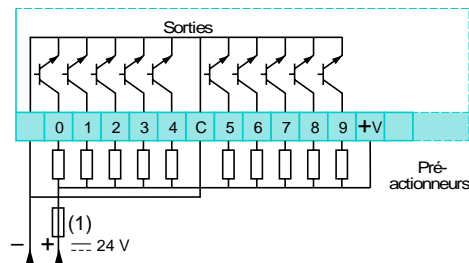 Sorties
0 1 2 3 4 C 5 6 7 8 9 +V
Pré-
actionneurs
(1)
– + ⎓ 24 V